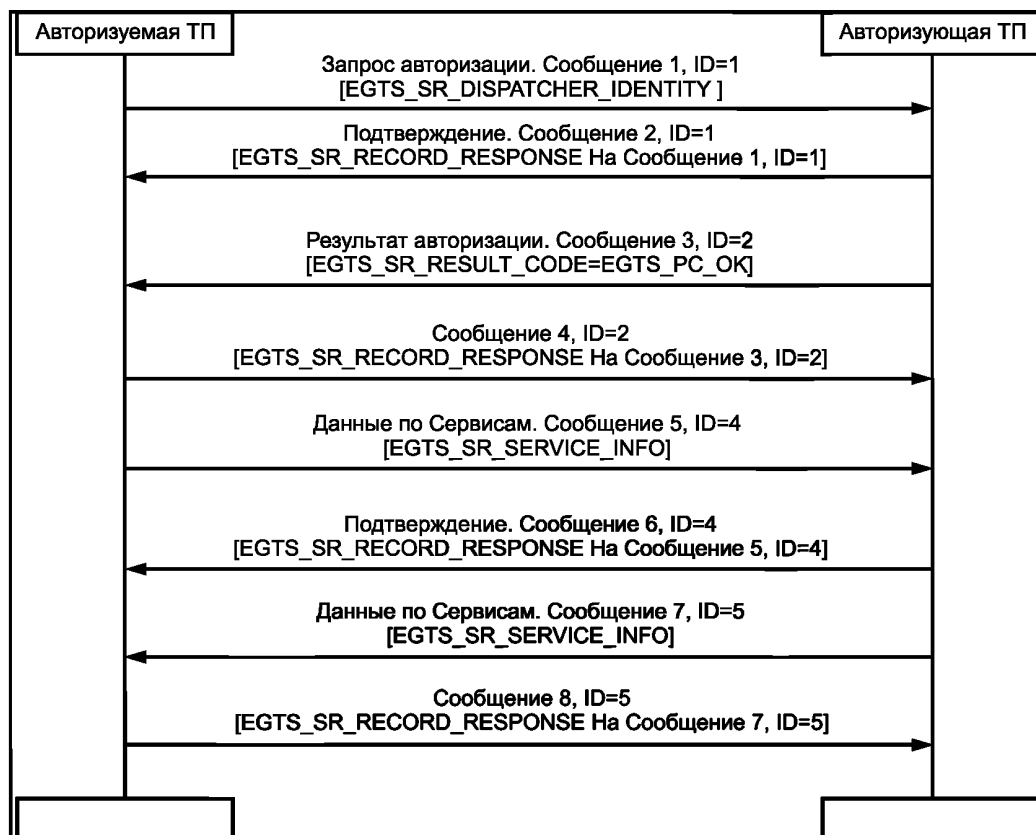 Авторизуемая ТП
Авторизующая ТП
Запрос авторизации. Сообщение 1, ID=1
[EGTS_SR_DISPATCHER_IDENTITY ]
Подтверждение. Сообщение 2, ID=1
[EGTS_SR_RECORD_RESPONSE На Сообщение 1, ID=1]
Результат авторизации. Сообщение 3, ID=2
[EGTS_SR_RESULT_CODE=EGTS_PC_OK]
Сообщение 4, ID=2
[EGTS_SR_RECORD_RESPONSE На Сообщение 3, ID=2]
Данные по Сервисам. Сообщение 5, ID=4
[EGTS_SR_SERVICE_INFO]
Подтверждение. Сообщение 6, ID=4
[EGTS_SR_RECORD_RESPONSE На Сообщение 5, ID=4]
Данные по Сервисам. Сообщение 7, ID=5
[EGTS_SR_SERVICE_INFO]
Сообщение 8, ID=5
[EGTS_SR_RECORD_RESPONSE На Сообщение 7, ID=5]